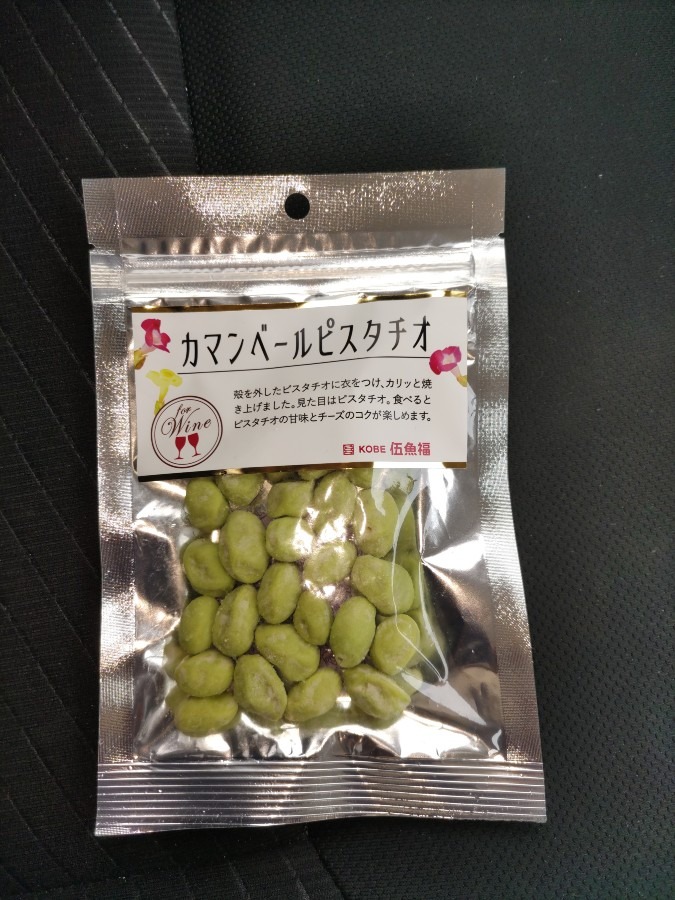 カマンベールピスタチオ
殻を外したピスタチオに衣をつけ、カリッと焼
き上げました。見た目はピスタチオ。食べると
ピスタチオの甘味とチーズのコクが楽しめます。
for
Wine
KOBE 伍魚福